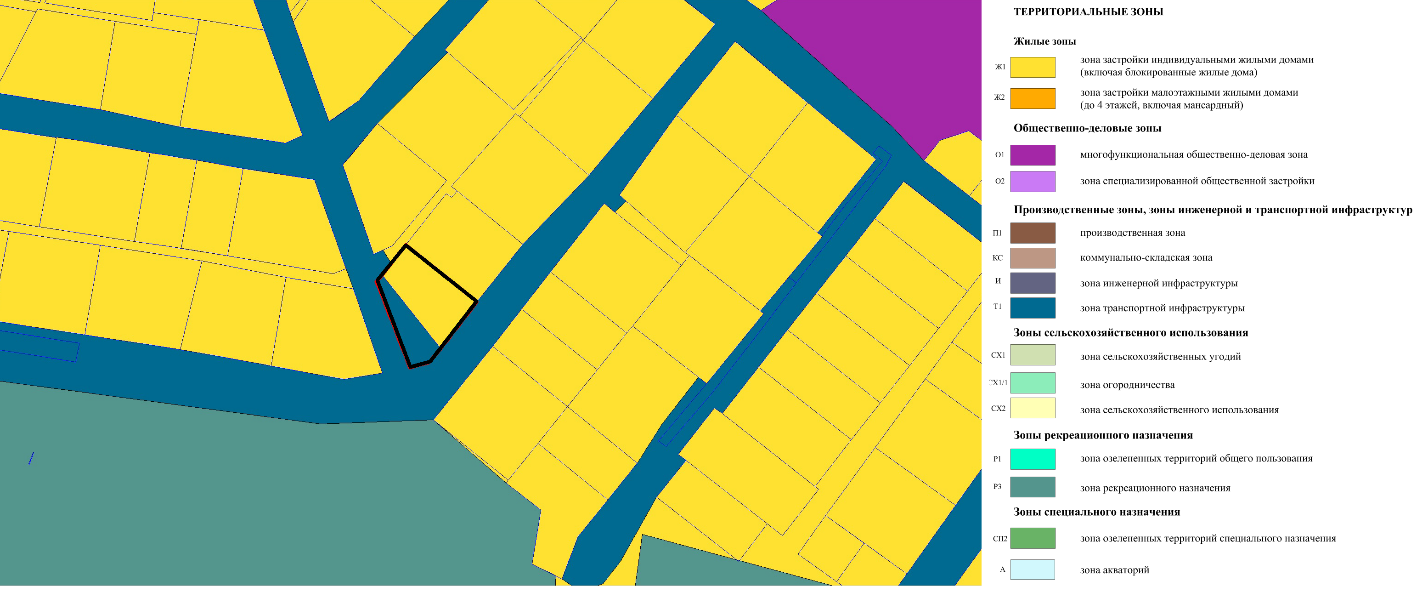 ТЕРРИТОРИАЛЬНЫЕ ЗОНЫ
Жилые зоны
Ж1 зона застройки индивидуальными жилыми домами
(включая блокированные жилые дома)
Ж2 зона застройки малоэтажными жилыми домами
(до 4 этажей, включая мансардный)
Общественно-деловые зоны
О1 многофункциональная общественно-деловая зона
О2 зона специализированной общественной застройки
Производственные зоны, зоны инженерной и транспортной инфраструктур
П1 производственная зона
КС коммунально-складская зона
И зона инженерной инфраструктуры
Т1 зона транспортной инфраструктуры
Зоны сельскохозяйственного использования
СХ1 зона сельскохозяйственных угодий
СХ1/1 зона огородничества
СХ2 зона сельскохозяйственного использования
Зоны рекреационного назначения
Р1 зона озелененных территорий общего пользования
Р3 зона рекреационного назначения
Зоны специального назначения
СП2 зона озелененных территорий специального назначения
А зона акваторий